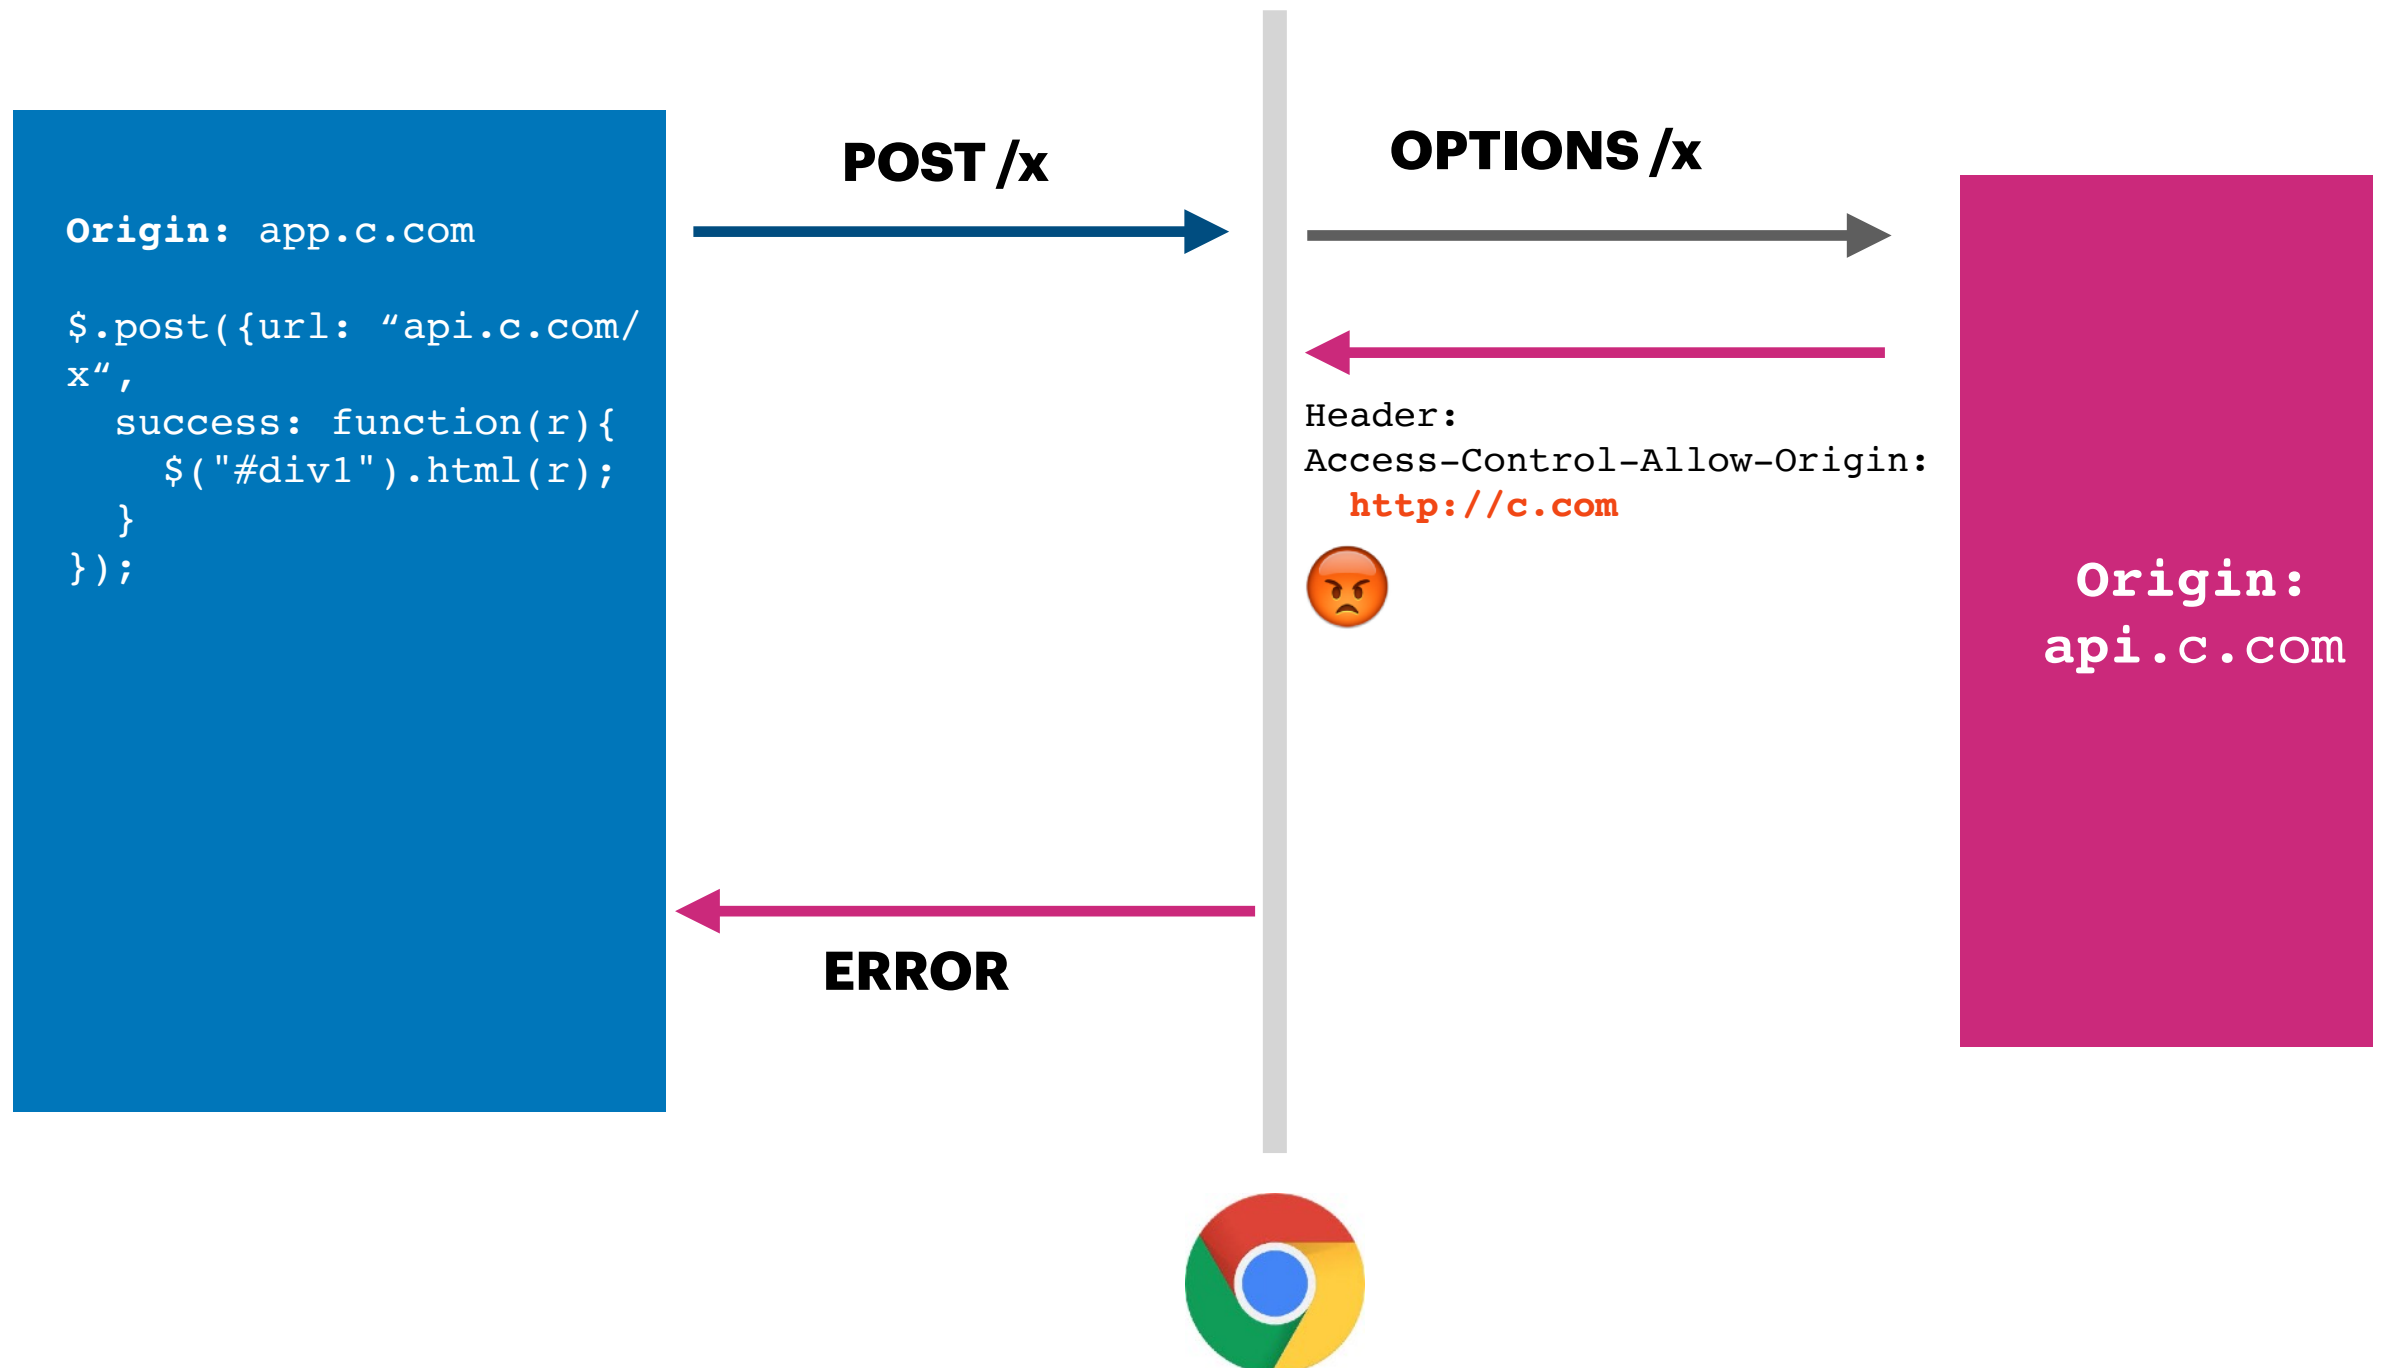 POST /x
OPTIONS /x
Origin: app.c.com
$.post({url: “api.c.com/
x“,
  success: function(r){
    $("#div1").html(r);
  }
});
Header:
Access-Control-Allow-Origin:
  http://c.com
Origin:
api.c.com
ERROR